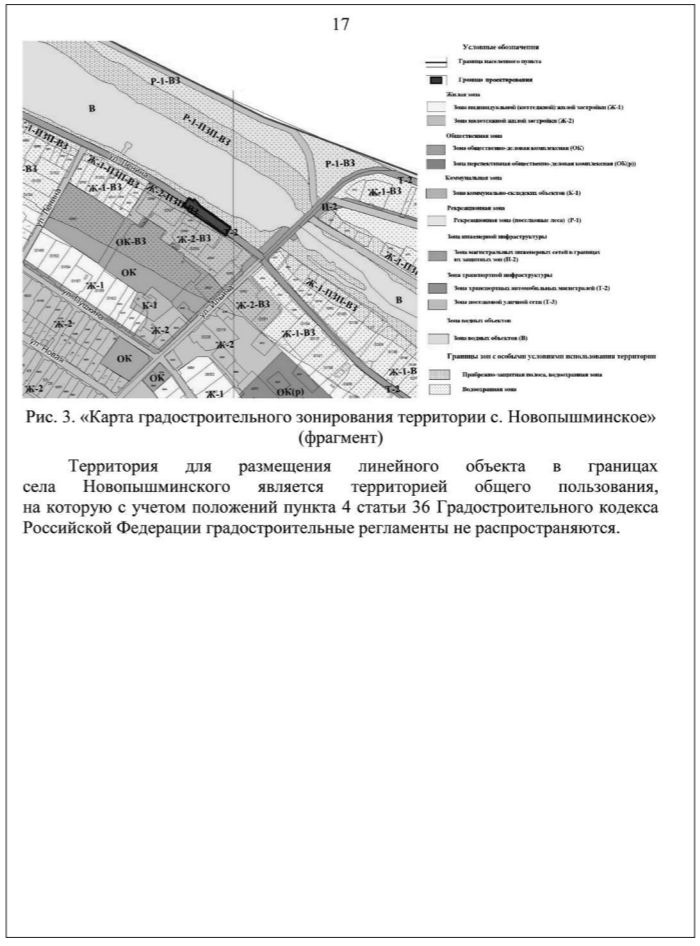 17
Р-1-ВЗ
В
Р-1-ПЗП-ВЗ
Р-1-ВЗ
Т-2
Ж-1-ВЗ
И-2
Ж-1-ПЗП-ВЗ
Ж-1-ВЗ
Ж-2-ПЗП-ВЗ
Ж-2-ВЗ
ОК-ВЗ
ОК
Ж-1
К-1
Ж-2
ул. Ильина
Ж-2-ВЗ
Ж-1-ПЗП-ВЗ
Ж-1-ВЗ
В
Ж-2
ул. Пушкина
ул. Новая
ОК
ОК
Ж-2
Ж-2
Ж-1
ОК(р)
Т-2
Условные обозначения
Граница населенного пункта
Граница проектирования
Жилая зона
Зона индивидуальной (коттеджной) жилой застройки (Ж-1)
Зона малоэтажной жилой застройки (Ж-2)
Общественная зона
Зона общественно-деловая комплексная (ОК)
Зона перспективная общественно-деловая комплексная (ОК(р))
Коммунальная зона
Зона коммунально-складских объектов (К-1)
Рекреационная зона
Рекреационная зона (поселковые леса) (Р-1)
Зона инженерной инфраструктуры
Зона магистральных инженерных сетей в границах
их защитных зон (И-2)
Зона транспортной инфраструктуры
Зона транспортных автомобильных магистралей (Т-2)
Зона поселковой уличной сети (Т-3)
Зона водных объектов
Зона водных объектов (В)
Границы зон с особыми условиями использования территории
Прибрежно-защитная полоса, водоохранная зона
Водоохранная зона
Рис. 3. «Карта градостроительного зонирования территории с. Новопышминское»
(фрагмент)
Территория для размещения линейного объекта в границах
села Новопышминского является территорией общего пользования,
на которую с учетом положений пункта 4 статьи 36 Градостроительного кодекса
Российской Федерации градостроительные регламенты не распространяются.